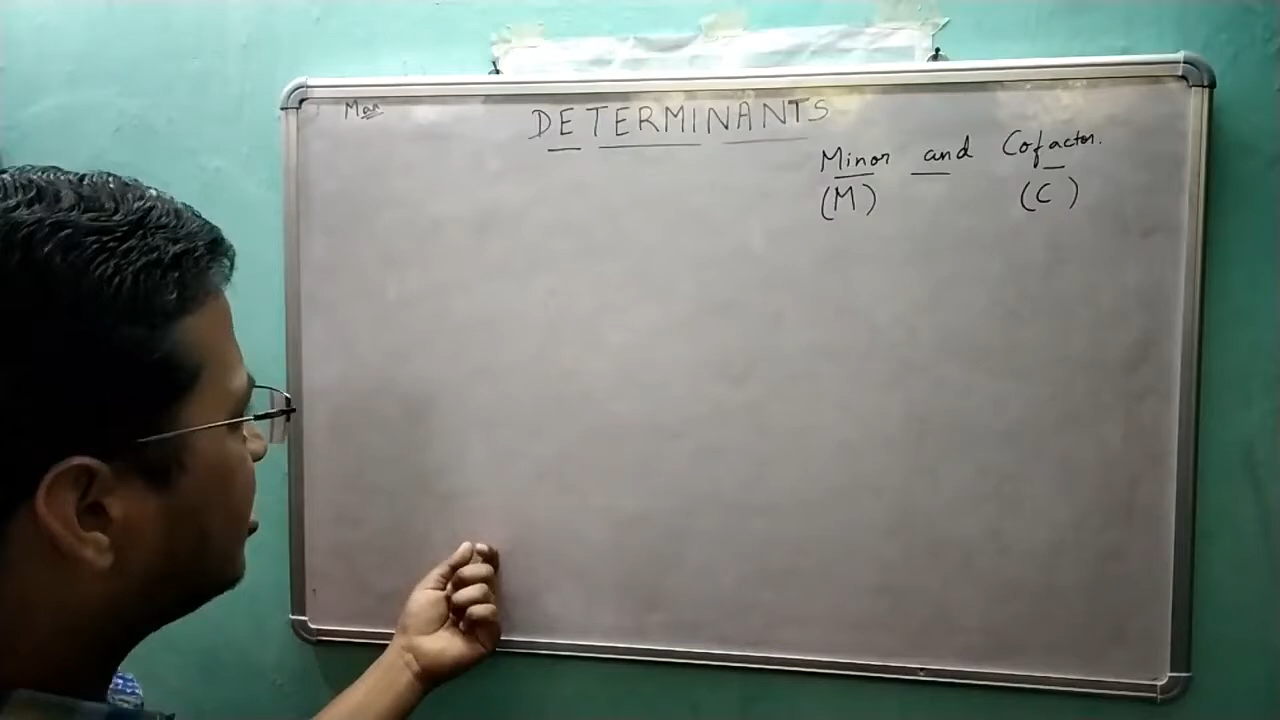 Man
DETERMINANTS
Minor and Cofactor.
(M) (C)